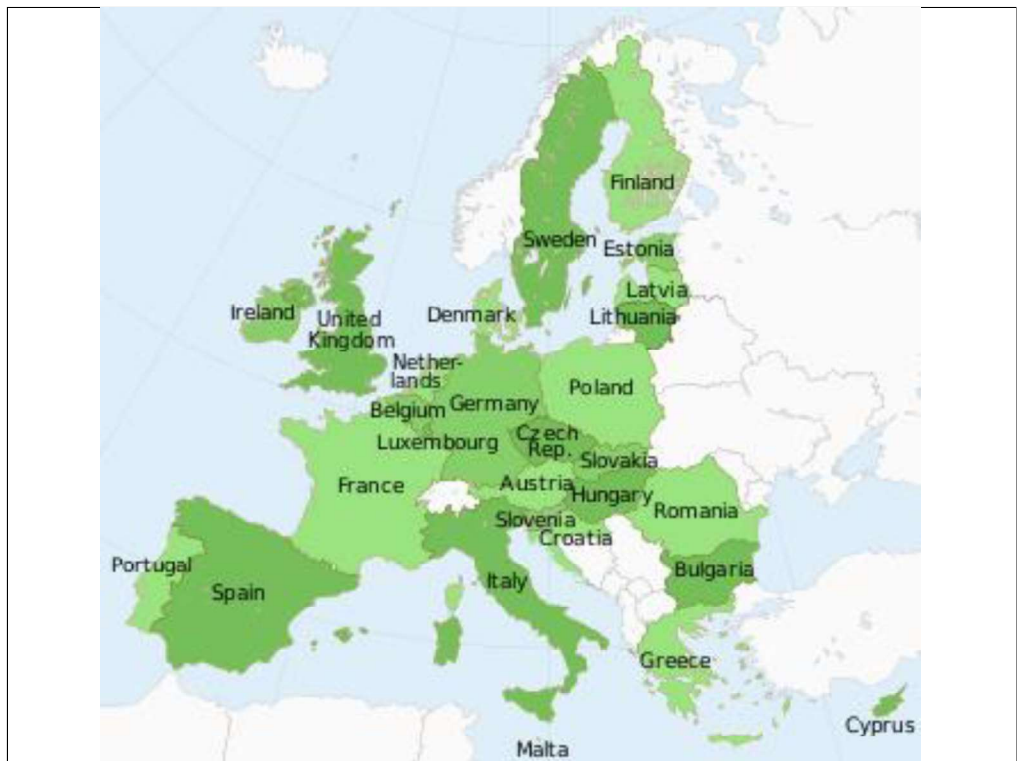 Finland
Sweden
Estonia
Latvia
Lithuania
Denmark
Ireland
United
Kingdom
Nether-
lands
Poland
Belgium
Germany
Luxembourg
Czech
Rep.
Slovakia
France
Austria
Hungary
Romania
Slovenia
Croatia
Portugal
Spain
Italy
Bulgaria
Greece
Cyprus
Malta